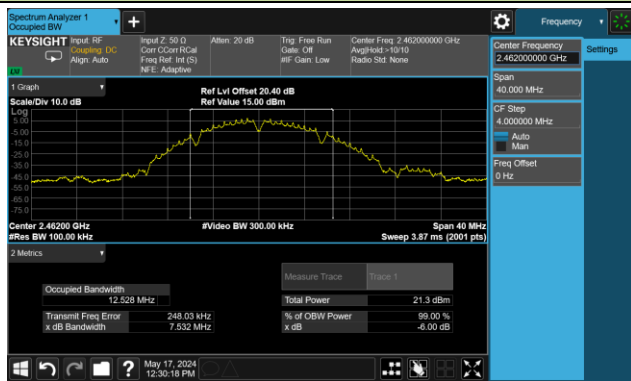 Spectrum Analyzer 1
Occupied BW
Frequency
KEYSIGHT
Input: RF
Coupling: DC
Align: Auto
Input Z: 50 Ω
Corr CCorr RCal
Freq Ref: Int (S)
NFE: Adaptive
Atten: 20 dB
Trig: Free Run
Gate: Off
#IF Gain: Low
Center Freq: 2.462000000 GHz
Avg|Hold:>10/10
Radio Std: None
Center Frequency
2.462000000 GHz
Settings
Span
40.000 MHz
CF Step
4.000000 MHz
Auto
Man
Freq Offset
0 Hz
1 Graph
Scale/Div 10.0 dB
Ref Lvl Offset 20.40 dB
Ref Value 15.00 dBm
Log
5.00
-5.00
-15.0
-25.0
-35.0
-45.0
-55.0
-65.0
-75.0
Center 2.46200 GHz
#Res BW 100.00 kHz
#Video BW 300.00 kHz
Span 40 MHz
Sweep 3.87 ms (2001 pts)
2 Metrics
Measure Trace Trace 1
Occupied Bandwidth
12.528 MHz
Total Power 21.3 dBm
Transmit Freq Error 248.03 kHz
% of OBW Power 99.00 %
x dB Bandwidth 7.532 MHz
x dB -6.00 dB
?
May 17, 2024
12:30:18 PM